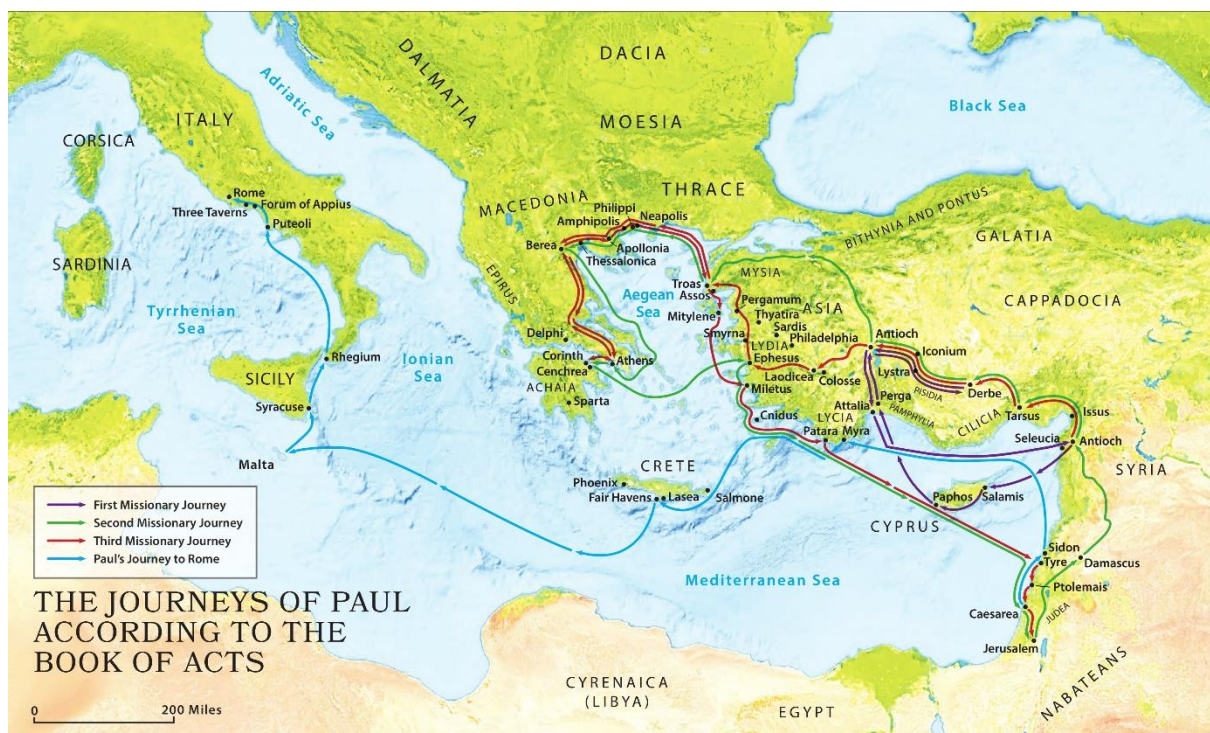 DACIA
DALMATIA
Adriatic Sea
Black Sea
ITALY
MOESIA
CORSICA
THRACE
Rome
MACEDONIA
Philippi
Neapolis
BITHYNIA AND PONTUS
Forum of Appius
Three Taverns
Amphipolis
Puteoli
GALATIA
Berea
Apollonia
Thessalonica
SARDINIA
EPIRUS
MYSIA
Troas
Assos
Aegean
Sea
CAPPADOCIA
Tyrrhenian
Sea
Pergamum
ASIA
Mitylene
Thyatira
Sardis
Smyrna
Philadelphia
Antioch
Delphi
LYDIA
Iconium
Rhegium
Ionian
Sea
Corinth
Athens
Ephesus
Cenchrea
Lystra
SICILY
Laodicea
Colosse
ACHAIA
Miletus
PISIDIA
Derbe
Sparta
Perga
Attalia
PAMPHYLIA
CILICIA
Tarsus
Issus
Syracuse
Cnidus
LYCIA
Patara
Myra
Seleucia
Antioch
Malta
CRETE
SYRIA
Phoenix
Fair Havens
Lasea
Salmone
Paphos
Salamis
CYPRUS
First Missionary Journey
Second Missionary Journey
Third Missionary Journey
Paul's Journey to Rome
Sidon
Tyre
Damascus
Mediterranean Sea
Ptolemais
THE JOURNEYS OF PAUL
ACCORDING TO THE
BOOK OF ACTS
Caesarea
JUDEA
Jerusalem
CYRENAICA
(LIBYA)
EGYPT
NABATEANS
0
200 Miles